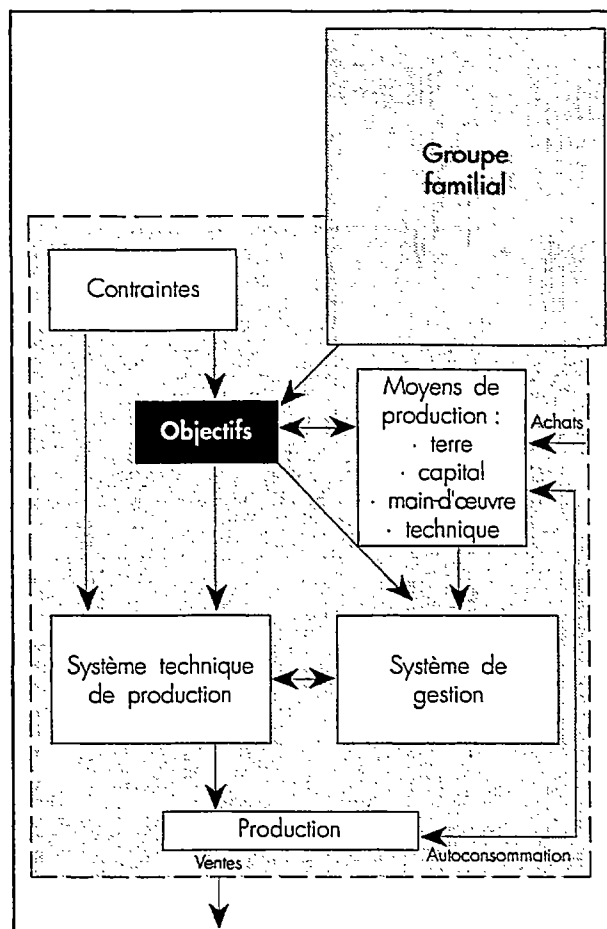 Groupe
familial
Contraintes
Objectifs
Moyens de
production :
· terre
· capital
· main-d'œuvre
· technique
Achats
Système technique
de production
Système de
gestion
Production
Ventes
Autoconsommation